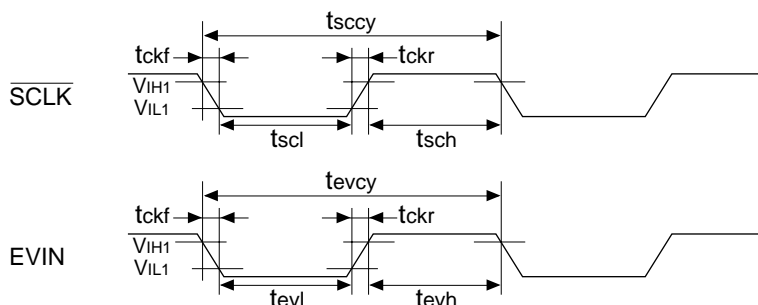 tsccy
tckf
tckr
SCLK
VIH1
VIL1
tscl
tsch
tevcy
tckf
tckr
EVIN
VIH1
VIL1
tevl
tevh